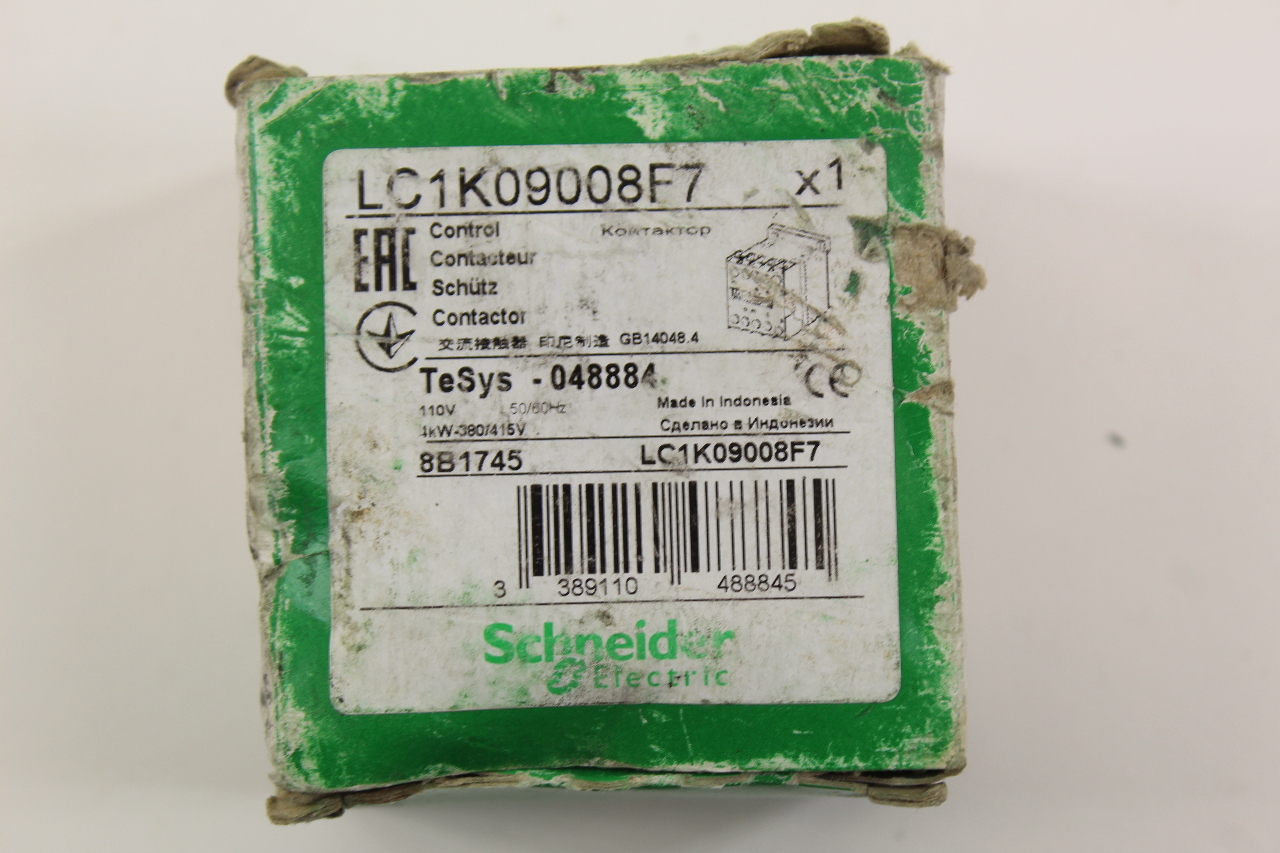 LC1K09008F7 x1
EAC Control Контактор
Contacteur
Schütz
Contactor
交流接触器 印尼制造 GB14048.4
TeSys - 048884 CE
110V 50/60Hz Made in Indonesia
4kW-380/415V Сделано в Индонезии
8B1745 LC1K09008F7
3 389110 488845
Schneider
Electric